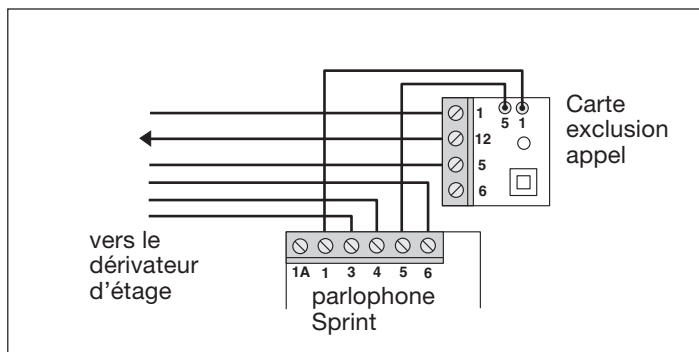 1
12
5
6
5 1
Carte
exclusion
appel
vers le
dérivateur
d'étage
1A 1 3 4 5 6
parlophone
Sprint